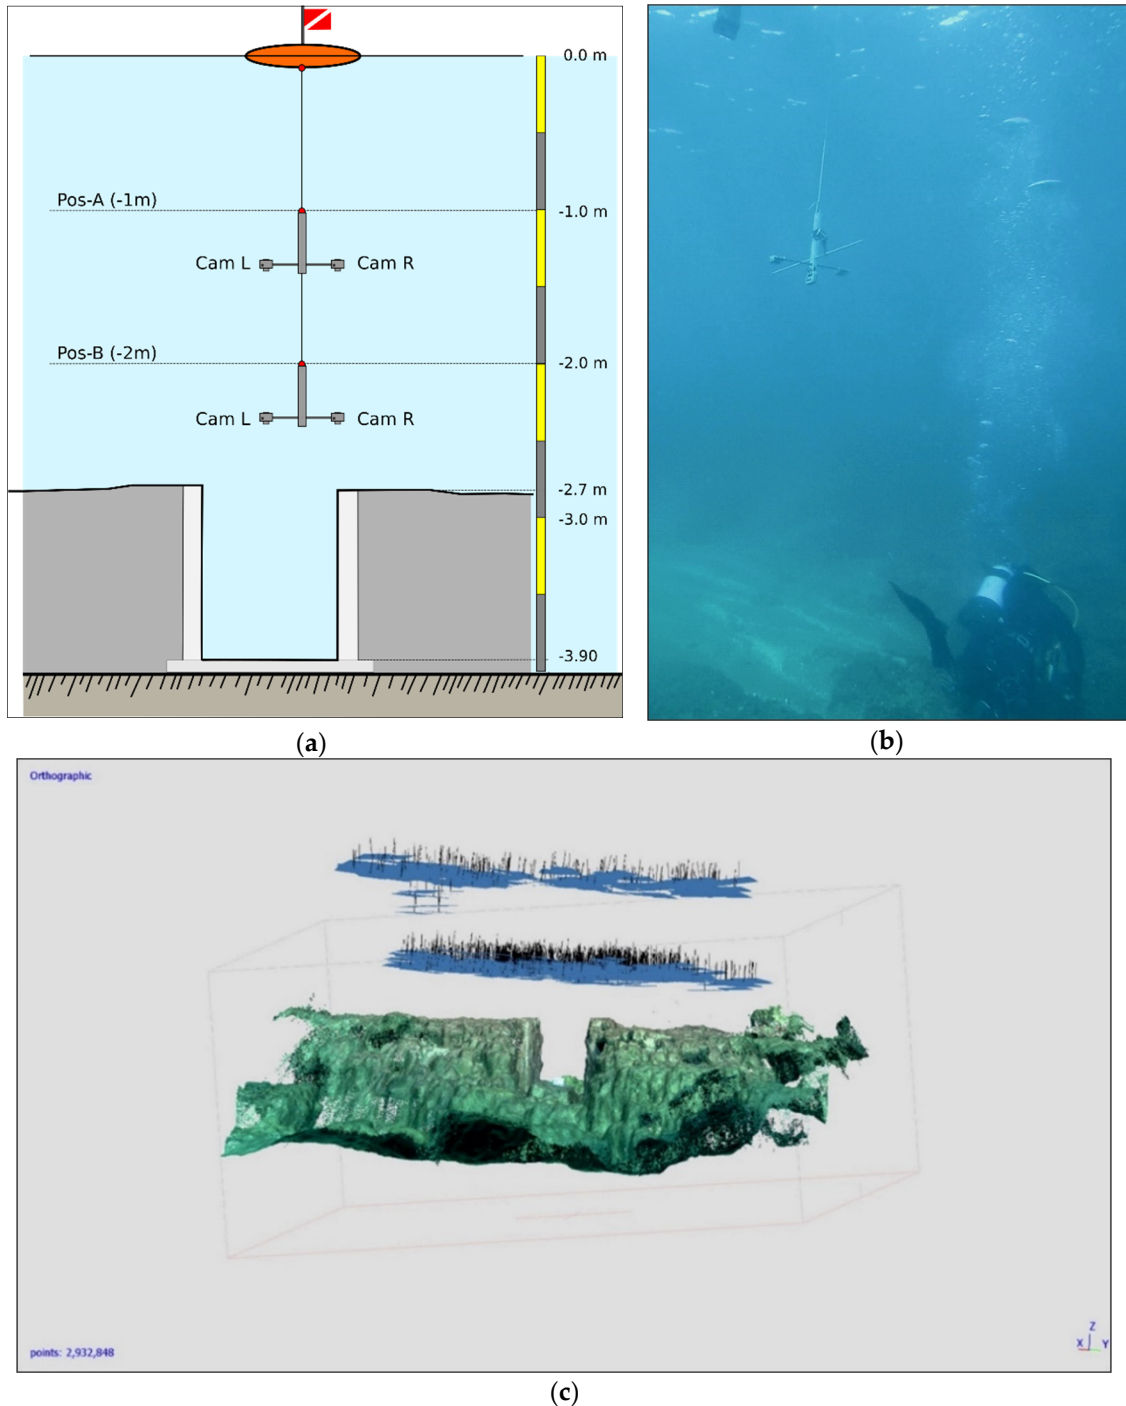 0.0 m
Pos-A (-1m)
-1.0 m
Cam L
Cam R
Pos-B (-2m)
-2.0 m
Cam L
Cam R
-2.7 m
-3.0 m
-3.90
(a)
(b)
Orthographic
points: 2,932,848
Z
X Y
(c)